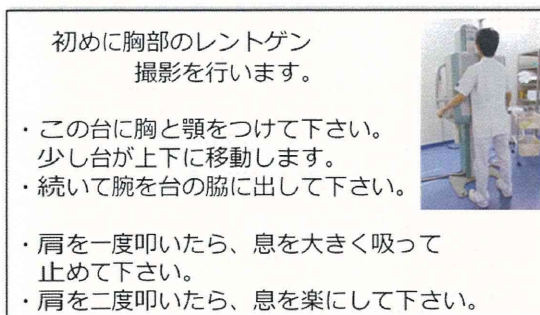 初めに胸部のレントゲン
撮影を行います。
・この台に胸と顎をつけて下さい。
少し台が上下に移動します。
・続いて腕を台の脇に出して下さい。
・肩を一度叩いたら、息を大きく吸って
止めて下さい。
・肩を二度叩いたら、息を楽にして下さい。